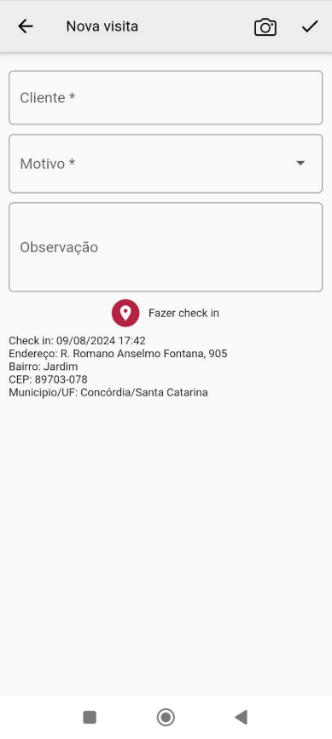 Nova visita
Cliente *
Motivo *
Observação
Fazer check in
Check in: 09/08/2024 17:42
Endereço: R. Romano Anselmo Fontana, 905
Bairro: Jardim
CEP: 89703-078
Municipio/UF: Concórdia/Santa Catarina